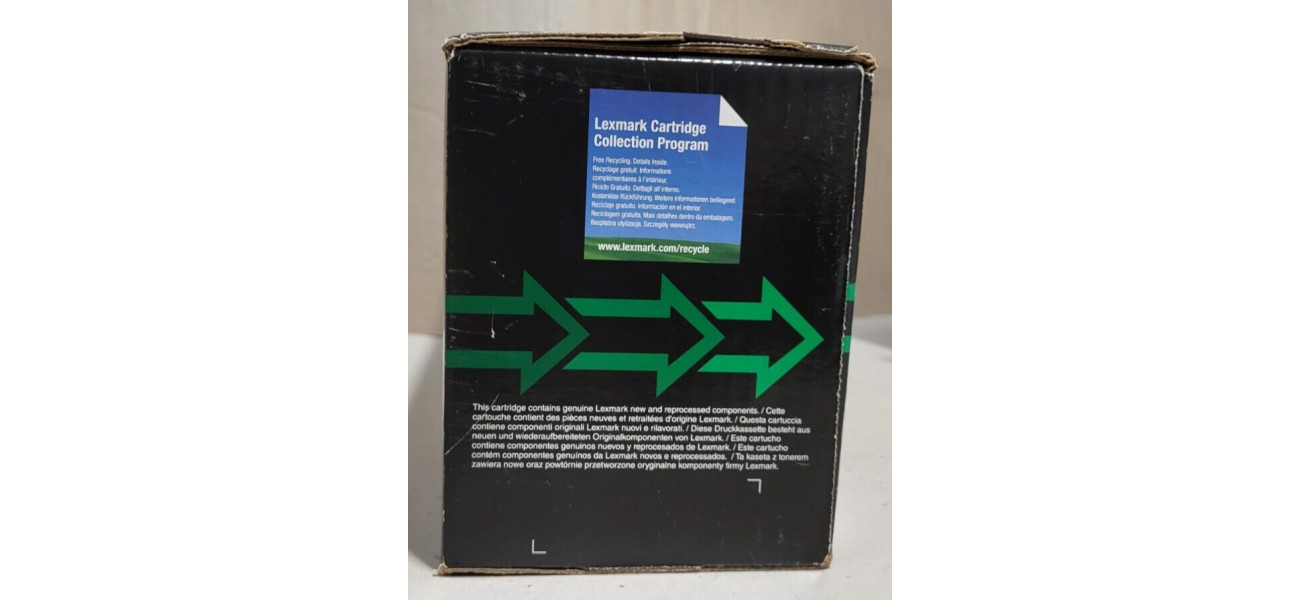 Lexmark Cartridge
Collection Program
Free Recycling. Details Inside.
Recyclage gratuit. Informations
complémentaires à l'intérieur.
Riciclo Gratuito. Dettagli all'interno.
Kostenlose Rückführung. Weitere Informationen beiliegend.
Reciclaje gratuito. Información en el interior.
Reciclagem gratuita. Mais detalhes dentro da embalagem.
Bezpłatna utylizacja. Szczegóły wewnątrz.
www.lexmark.com/recycle
This cartridge contains genuine Lexmark new and reprocessed components. / Cette
cartouche contient des pièces neuves et retraitées d'origine Lexmark. / Questa cartuccia
contiene componenti originali Lexmark nuovi e rilavorati. / Diese Druckkassette besteht aus
neuen und wiederaufbereiteten Originalkomponenten von Lexmark. / Este cartucho
contiene componentes genuinos nuevos y reprocesados de Lexmark. / Este cartucho
contém componentes genuínos da Lexmark novos e reprocessados. / Ta kaseta z tonerem
zawiera nowe oraz powtórnie przetworzone oryginalne komponenty firmy Lexmark.